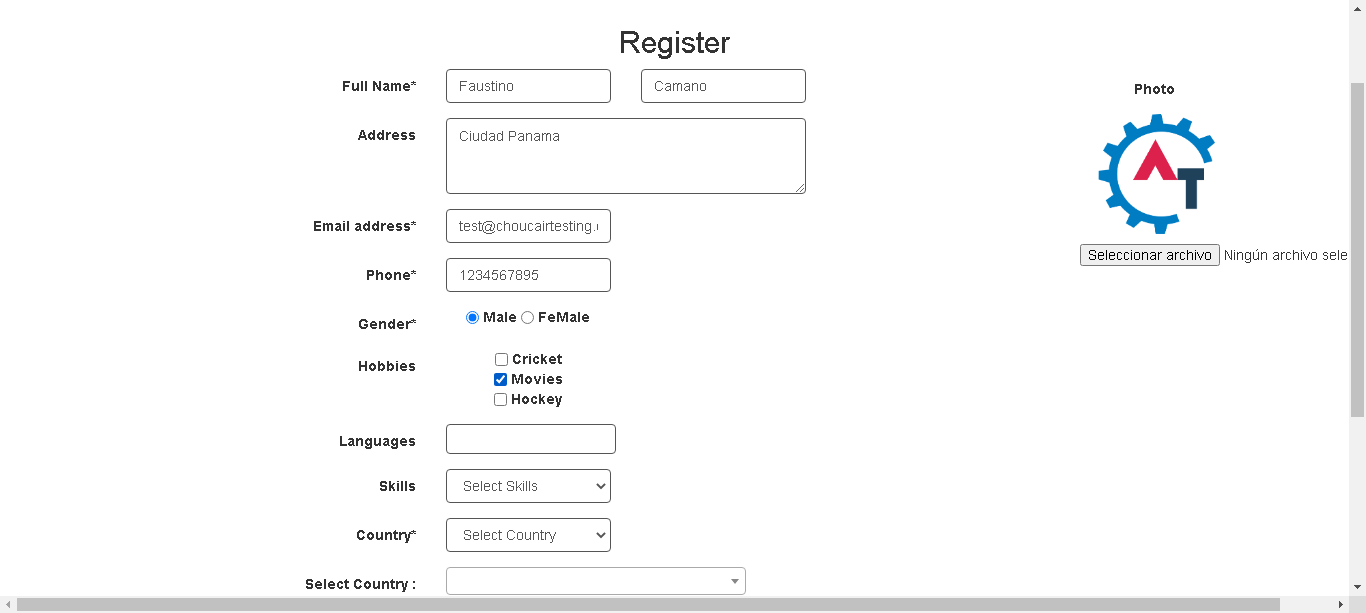 Register
Full Name* Faustino Camano
Photo
Address Ciudad Panama
AT
Email address* test@choucairtesting.
Seleccionar archivo Ningún archivo sele
Phone* 1234567895
Gender* Male FeMale
Hobbies Cricket
Movies
Hockey
Languages
Skills Select Skills
Country* Select Country
Select Country :